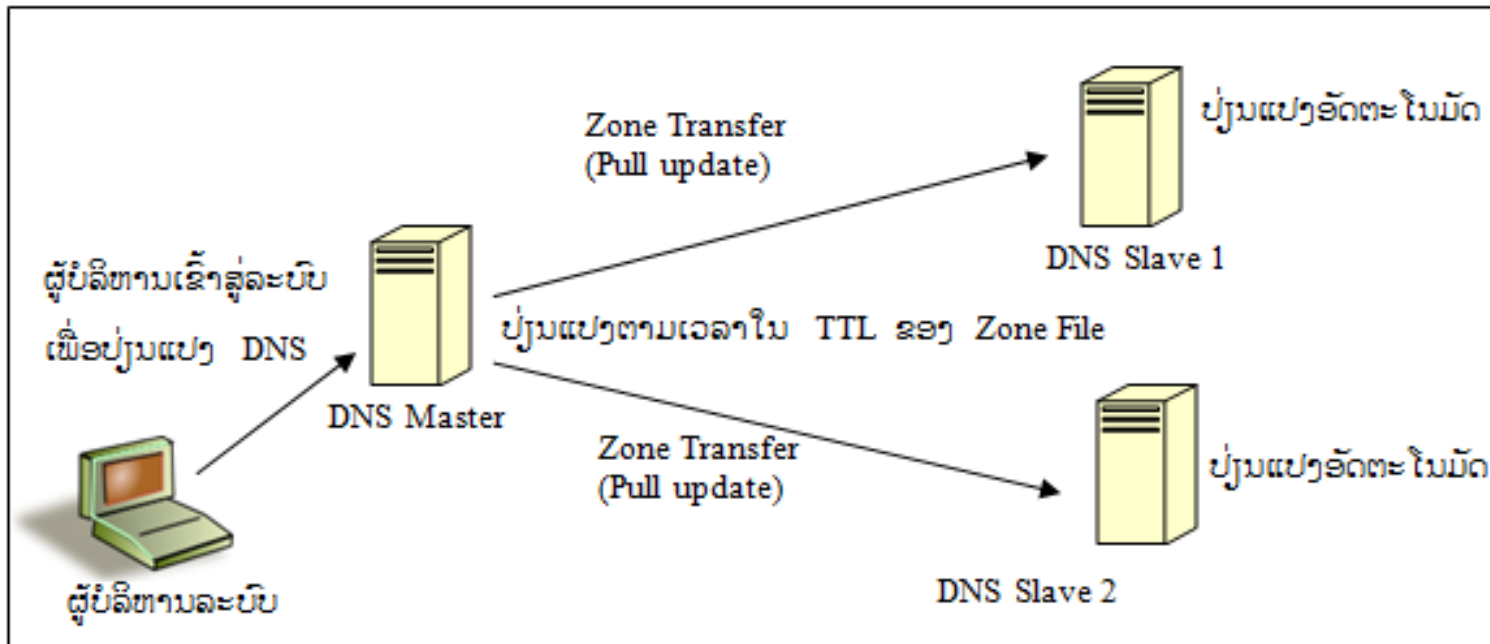 Zone Transfer
(Pull update)
ປ່ຽນແປງອັດຕະໂນມັດ
DNS Slave 1
ຜູ້ບໍລິຫານເຂົ້າສູ່ລະບົບ
ເພື່ອປ່ຽນແປງ DNS
ປ່ຽນແປງຕາມເວລາໃນ TTL ຂອງ Zone File
DNS Master
Zone Transfer
(Pull update)
ປ່ຽນແປງອັດຕະໂນມັດ
DNS Slave 2
ຜູ້ບໍລິຫານລະບົບ